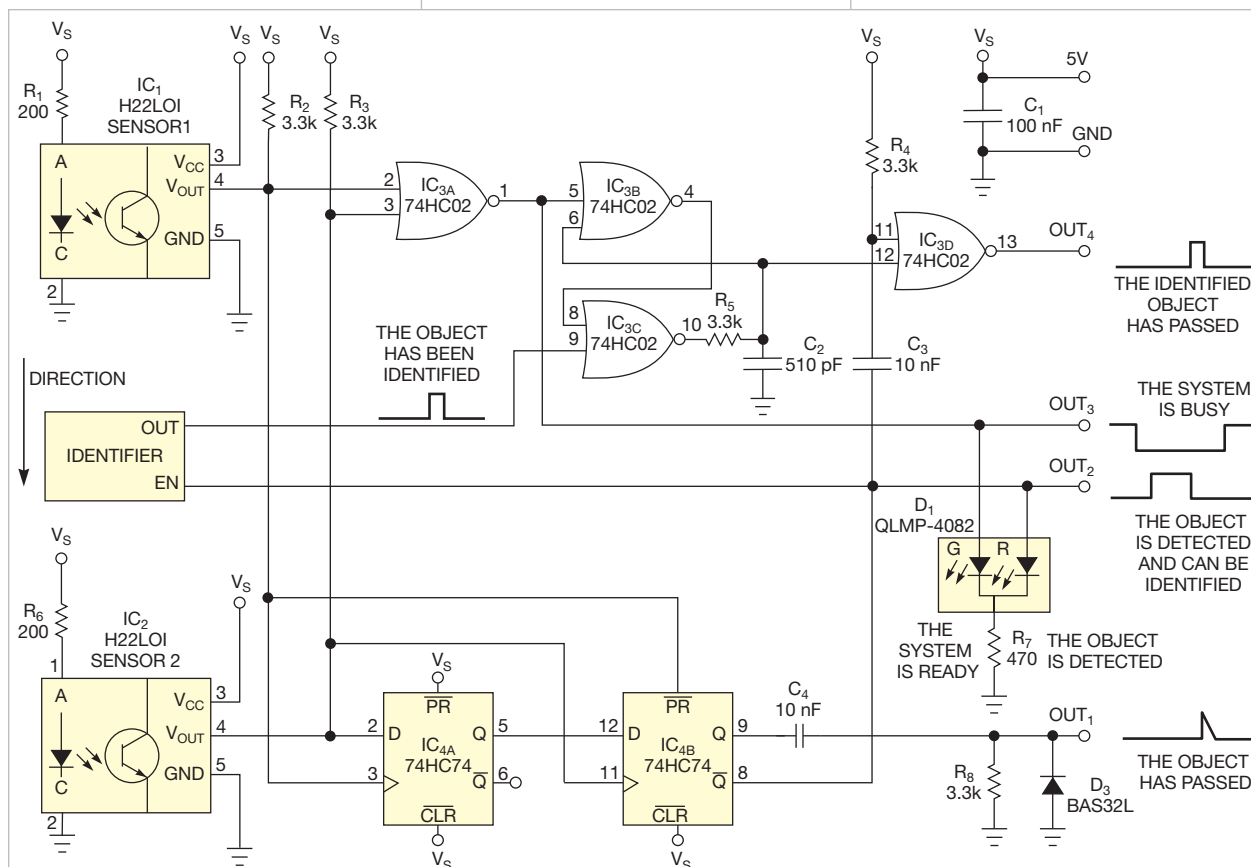 VS
R1
200
IC1
H22LOI
SENSOR1
A
C
2
VCC
3
VOUT
4
GND
5
VS
VS
R2
3.3k
VS
R3
3.3k
2
3
IC3A
74HC02
1
5
6
IC3B
74HC02
4
8
9
IC3C
74HC02
10
R5
3.3k
C2
510 pF
VS
R4
3.3k
C3
10 nF
11
12
IC3D
74HC02
13
VS
5V
C1
100 nF
GND
OUT4
THE IDENTIFIED
OBJECT
HAS PASSED
THE OBJECT
HAS BEEN
IDENTIFIED
DIRECTION
OUT
IDENTIFIER
EN
OUT3
THE SYSTEM
IS BUSY
OUT2
THE OBJECT
IS DETECTED
AND CAN BE
IDENTIFIED
D1
QLMP-4082
G
R
THE
SYSTEM
IS READY
R7
470
THE OBJECT
IS DETECTED
VS
R6
200
IC2
H22LOI
SENSOR 2
1
A
C
2
VCC
3
VOUT
4
GND
5
VS
VS
PR
2
D
Q
5
IC4A
74HC74
3
Q
6
CLR
VS
PR
12
D
Q
9
IC4B
74HC74
11
Q
8
CLR
VS
C4
10 nF
R8
3.3k
D3
BAS32L
OUT1
THE OBJECT
HAS PASSED